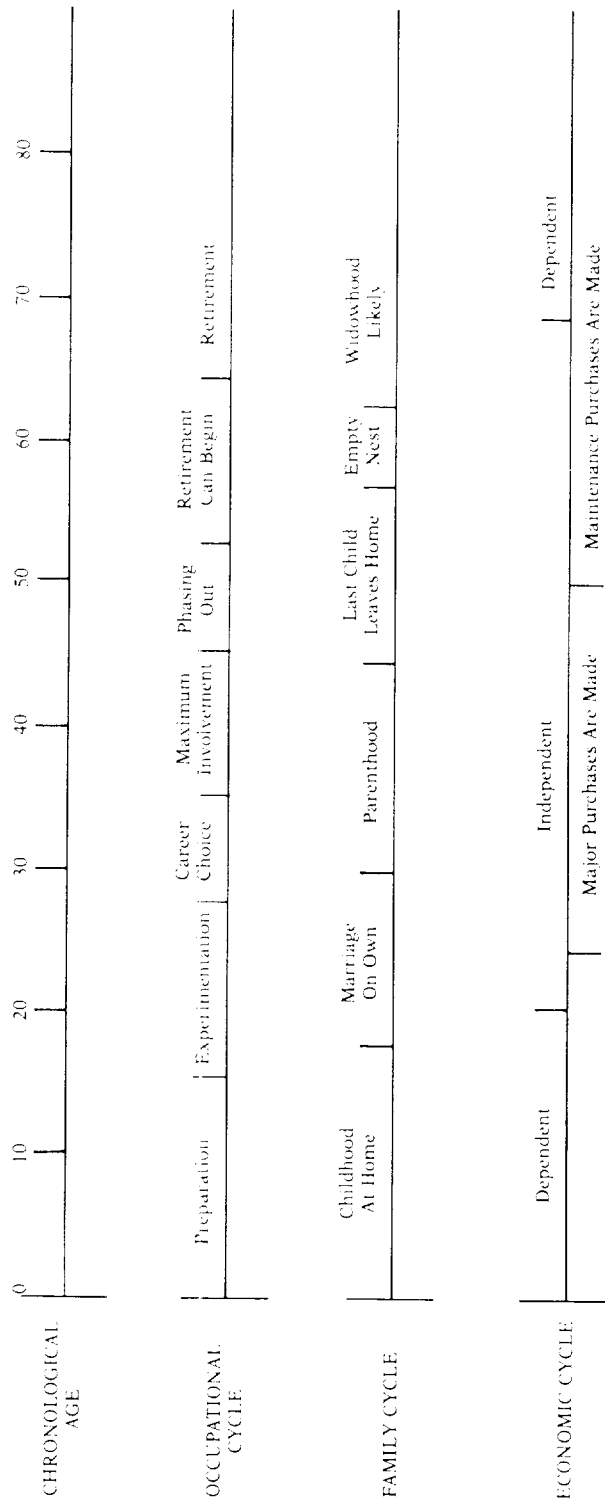 CHRONOLOGICAL
AGE
0 10 20 30 40 50 60 70 80
OCCUPATIONAL
CYCLE
Preparation
Experimentation
Career
Choice
Maximum
Involvement
Phasing
Out
Retirement
Can Begin
Retirement
FAMILY CYCLE
Childhood
At Home
Marriage
On Own
Parenthood
Last Child
Leaves Home
Empty
Nest
Widowhood
Likely
ECONOMIC CYCLE
Dependent
Independent
Dependent
Major Purchases Are Made
Maintenance Purchases Are Made